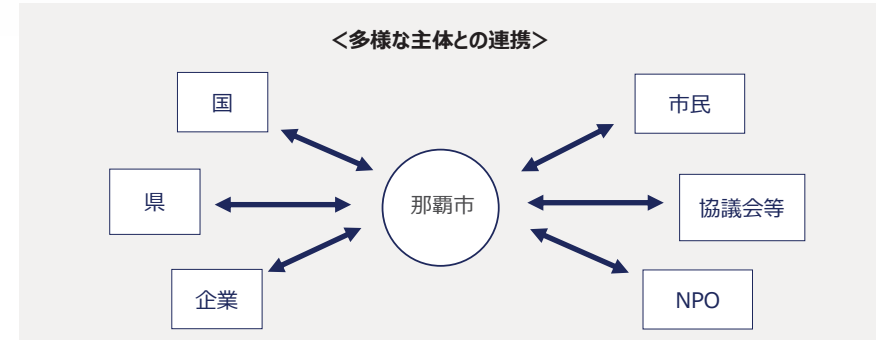 ＜多様な主体との連携＞
国
市民
県
那覇市
協議会等
企業
NPO